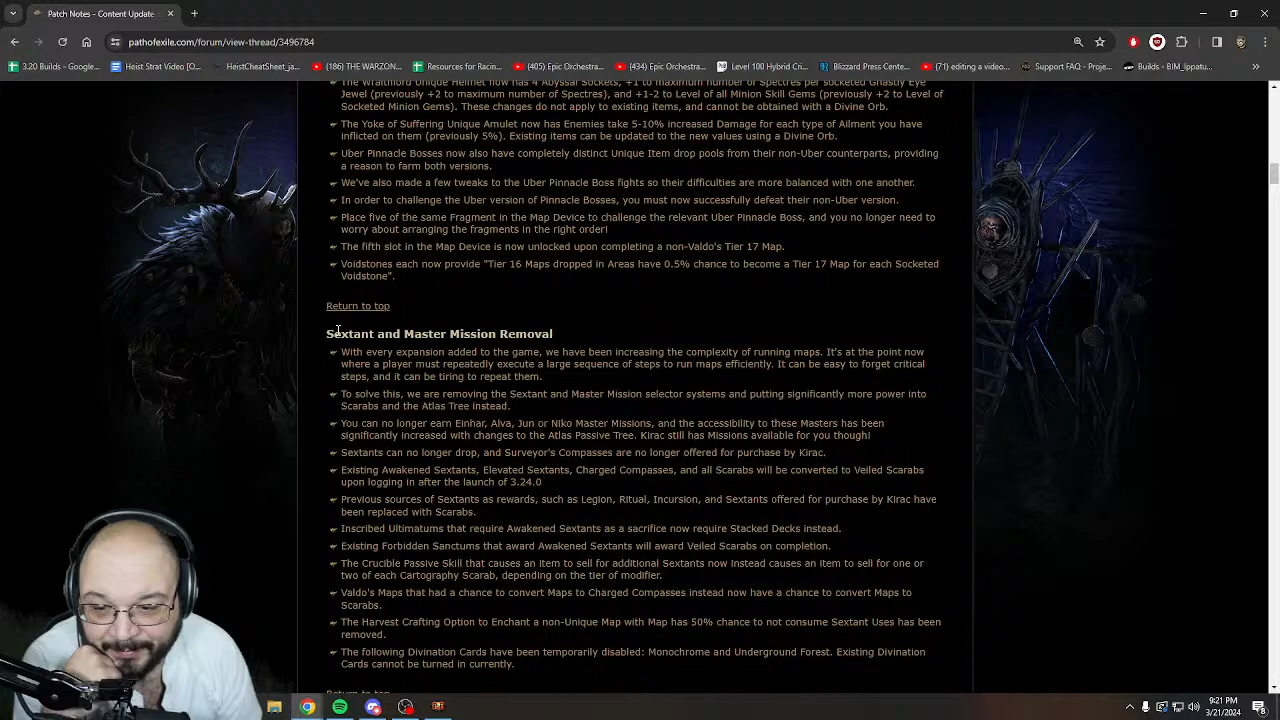 Patch Notes - Forum - Path of E
pathofexile.com/forum/view-thread/3496784
3.20 Builds - Google...
Heist Strat Video [O...
HeistCheatSheet_ja...
(186) THE WARZON...
(405) Epic Orchestr...
(434) Epic Orchestr...
Resources for Racin...
Level 100 Hybrid Cri...
Blizzard Press Cent...
(71) editing a video...
Support FAQ - Proje...
Builds - BIM_Ipputu...
The Wraithlord Unique Helmet now has 4 Abyssal Sockets, +1 to maximum number of Spectres per socketed Ghastly Eye
Jewel (previously +2 to maximum number of Spectres), and +1-2 to Level of all Minion Skill Gems (previously +2 to Level of
Socketed Minion Gems). These changes do not apply to existing items, and cannot be obtained with a Divine Orb.
The Yoke of Suffering Unique Amulet now has Enemies take 5-10% increased Damage for each type of Ailment you have
inflicted on them (previously 5%). Existing items can be updated to the new values using a Divine Orb.
Uber Pinnacle Bosses now also have completely distinct Unique Item drop pools from their non-Uber counterparts, providing
a reason to farm both versions.
We've also made a few tweaks to the Uber Pinnacle Boss fights so their difficulties are more balanced with one another.
In order to challenge the Uber version of Pinnacle Bosses, you must now successfully defeat their non-Uber version.
Place five of the same Fragment in the Map Device to challenge the relevant Uber Pinnacle Boss, and you no longer need to
worry about arranging the fragments in the right order!
The fifth slot in the Map Device is now unlocked upon completing a non-Valdo's Tier 17 Map.
Voidstones each now provide "Tier 16 Maps dropped in Areas have 0.5% chance to become a Tier 17 Map for each Socketed
Voidstone".
Return to top
Sextant and Master Mission Removal
With every expansion added to the game, we have been increasing the complexity of running maps. It's at the point now
where a player must repeatedly execute a large sequence of steps to run maps efficiently. It can be easy to forget critical
steps, and it can be tiring to repeat them.
To solve this, we are removing the Sextant and Master Mission selector systems and putting significantly more power into
Scarabs and the Atlas Tree instead.
You can no longer earn Einhar, Alva, Jun or Niko Master Missions, and the accessibility to these Masters has been
significantly increased with changes to the Atlas Passive Tree. Kirac still has Missions available for you though!
Sextants can no longer drop, and Surveyor's Compasses are no longer offered for purchase by Kirac.
Existing Awakened Sextants, Elevated Sextants, Charged Compasses, and all Scarabs will be converted to Veiled Scarabs
upon logging in after the launch of 3.24.0
Previous sources of Sextants as rewards, such as Legion, Ritual, Incursion, and Sextants offered for purchase by Kirac have
been replaced with Scarabs.
Inscribed Ultimatums that require Awakened Sextants as a sacrifice now require Stacked Decks instead.
Existing Forbidden Sanctums that award Awakened Sextants will award Veiled Scarabs on completion.
The Crucible Passive Skill that causes an item to sell for additional Sextants now instead causes an item to sell for one or
two of each Cartography Scarab, depending on the tier of modifier.
Valdo's Maps that had a chance to convert Maps to Charged Compasses instead now have a chance to convert Maps to
Scarabs.
The Harvest Crafting Option to Enchant a non-Unique Map with Map has 50% chance to not consume Sextant Uses has been
removed.
The following Divination Cards have been temporarily disabled: Monochrome and Underground Forest. Existing Divination
Cards cannot be turned in currently.
Return to top
9:21 PM
3/21/2024